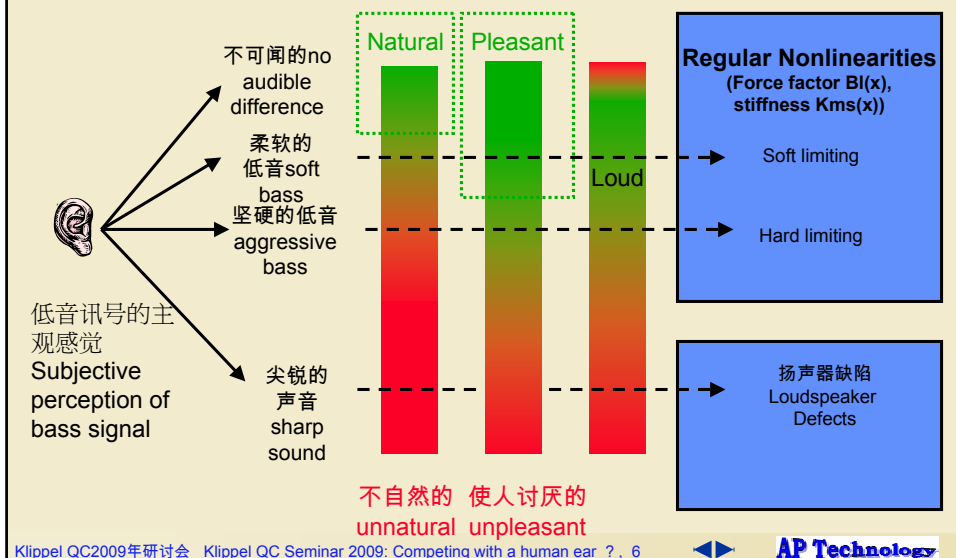 不可闻的no
audible
difference
柔软的
低音soft
bass
坚硬的低音
aggressive
bass
低音讯号的主
观感觉
Subjective
perception of
bass signal
尖锐的
声音
sharp
sound
Natural
Pleasant
Loud
不自然的 使人讨厌的
unnatural unpleasant
Regular Nonlinearities
(Force factor Bl(x),
stiffness Kms(x))
Soft limiting
Hard limiting
扬声器缺陷
Loudspeaker
Defects
Klippel QC2009年研讨会 Klippel QC Seminar 2009: Competing with a human ear ?, 6
AP Technology